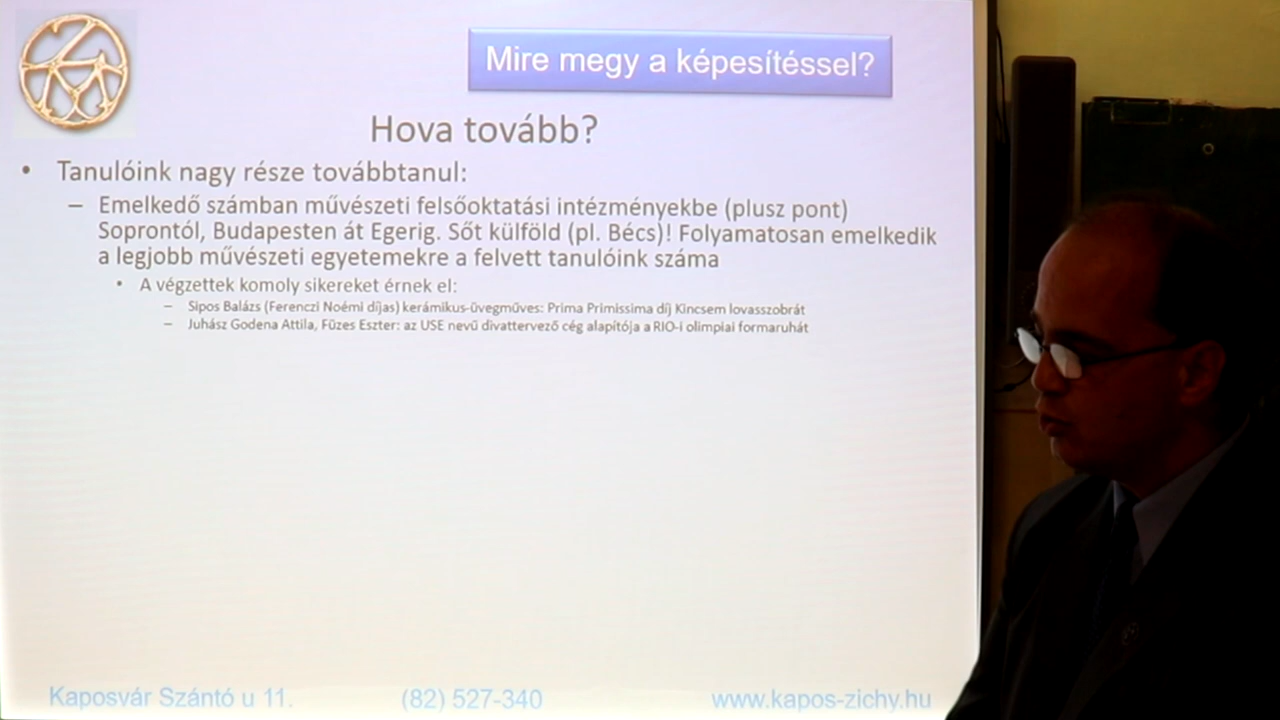 Mire megy a képesítéssel?
Hova tovább?
• Tanulóink nagy része továbbtanul:
– Emelkedő számban művészeti felsőoktatási intézményekbe (plusz pont)
Soprontól, Budapesten át Egerig. Sőt külföld (pl. Bécs)! Folyamatosan emelkedik
a legjobb művészeti egyetemekre a felvett tanulóink száma
• A végzettek komoly sikereket érnek el:
– Sipos Balázs (Ferenczi Noémi díjas) kerámikus-üvegműves: Prima Primissima díj Kincsem lovasszobrát
– Juhász Godena Attila, Füzes Eszter: az USE nevű divattervező cég alapítója a RIO-i olimpiai formaruhát
Kaposvár Szántó u 11. (82) 527-340 www.kapos-zichy.hu